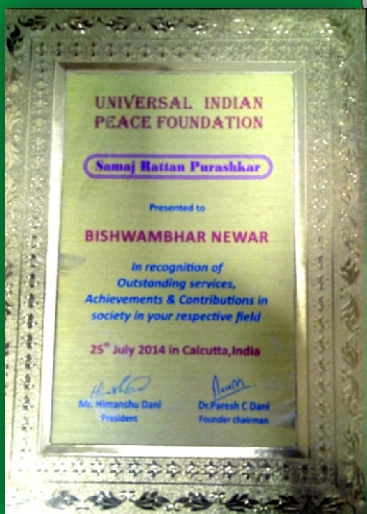 UNIVERSAL INDIAN
PEACE FOUNDATION
Samaj Rattan Purashkar
Presented to
BISHWAMBHAR NEWAR
In recognition of
Outstanding services,
Achievements & Contributions in
society in your respective field
25th July 2014 in Calcutta,India
Mr. Himanshu Dani
President
Dr.Paresh C Dani
Founder chairman